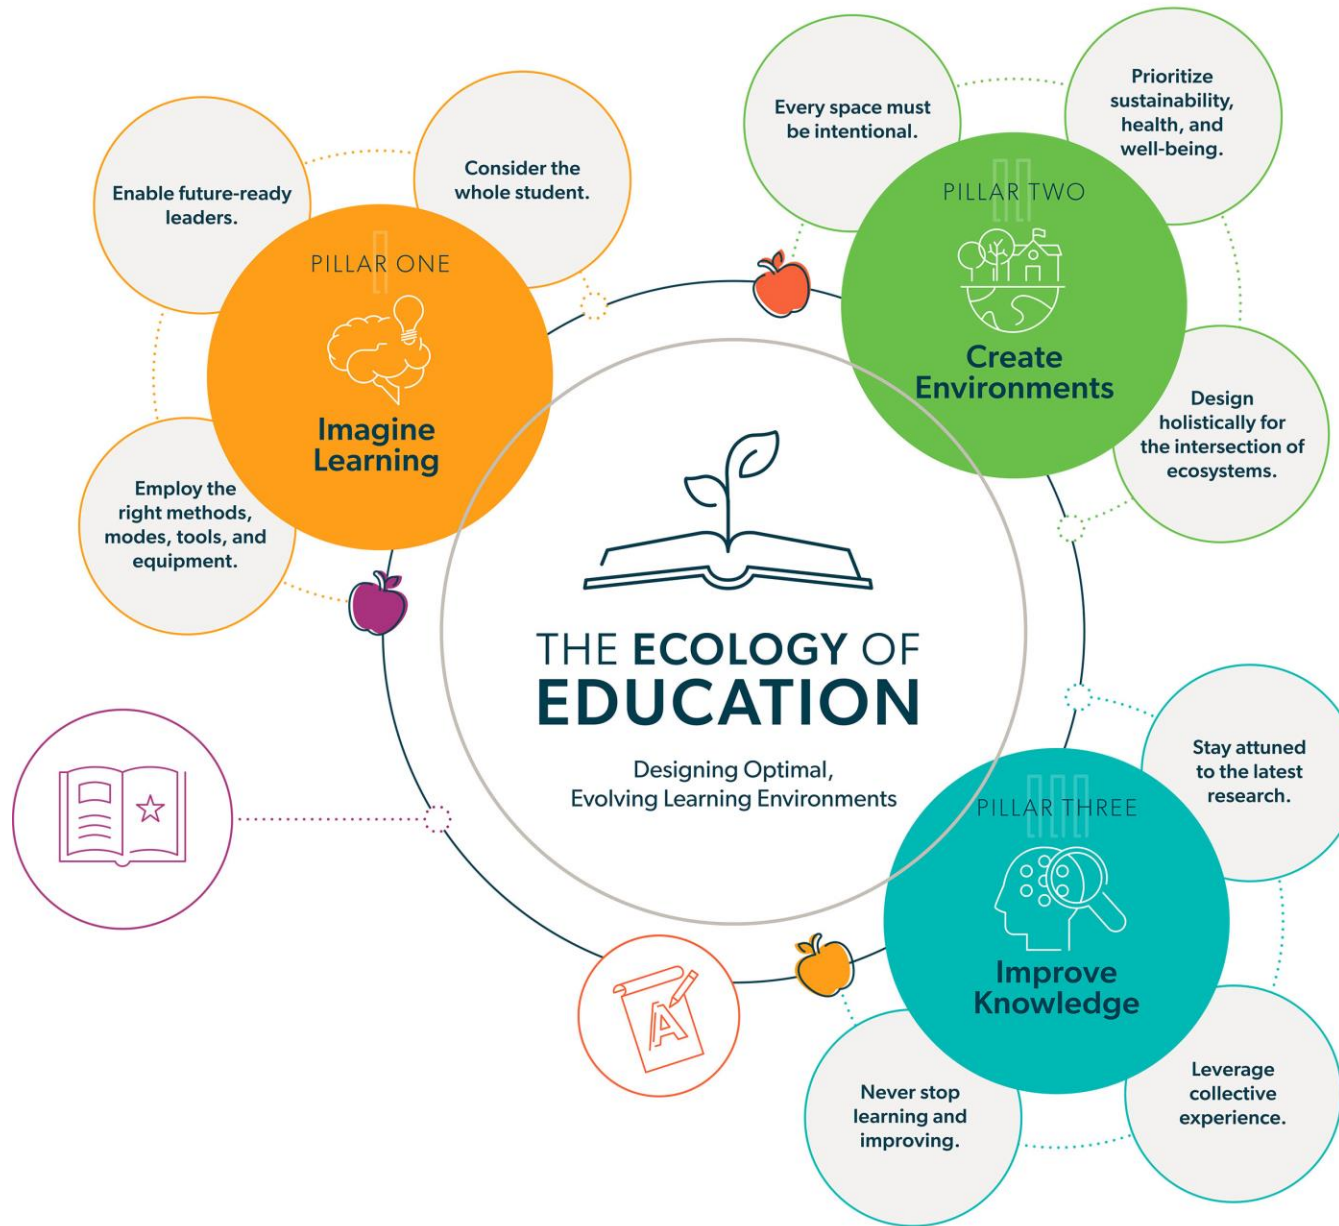 Enable future-ready
leaders.
Consider the
whole student.
PILLAR ONE
Imagine
Learning
Employ the
right methods,
modes, tools, and
equipment.
Every space must
be intentional.
Prioritize
sustainability,
health, and
well-being.
PILLAR TWO
Create
Environments
Design
holistically for
the intersection of
ecosystems.
THE ECOLOGY OF
EDUCATION
Designing Optimal,
Evolving Learning Environments
Stay attuned
to the latest
research.
PILLAR THREE
Improve
Knowledge
Leverage
collective
experience.
Never stop
learning and
improving.
A